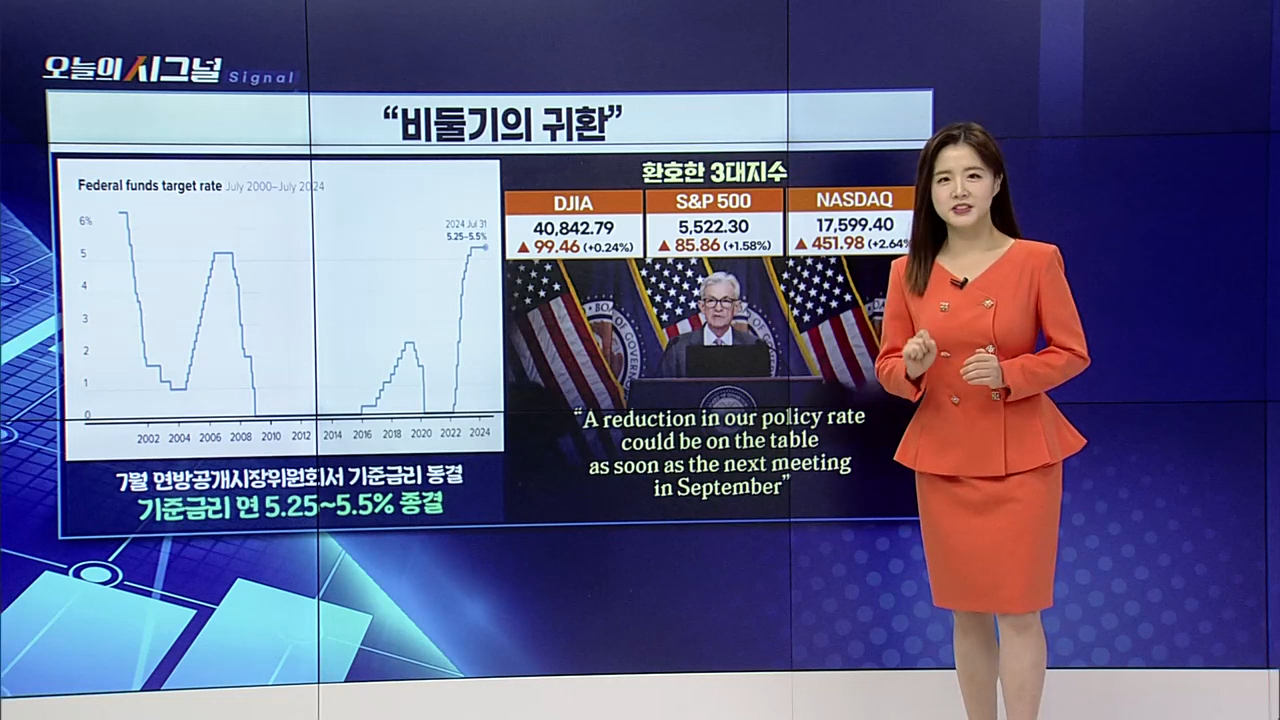 오늘의 시그널 Signal
“비둘기의 귀환”
Federal funds target rate July 2000–July 2024
6%
5
4
3
2
1
0
2024 Jul 31
5.25–5.5%
2002 2004 2006 2008 2010 2012 2014 2016 2018 2020 2022 2024
7월 연방공개시장위원회서 기준금리 동결
기준금리 연 5.25~5.5% 종결
환호한 3대지수
DJIA
40,842.79
▲ 99.46 (+0.24%)
S&P 500
5,522.30
▲ 85.86 (+1.58%)
NASDAQ
17,599.40
▲ 451.98 (+2.64%
BOARD OF GOVERNO
“A reduction in our policy rate
could be on the table
as soon as the next meeting
in September”